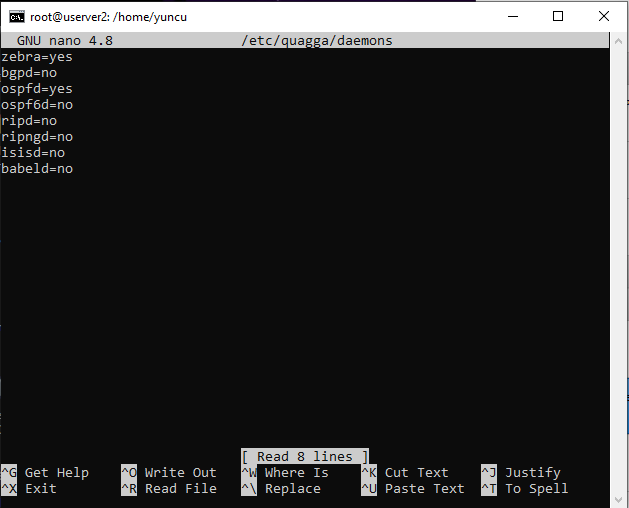 root@userver2: /home/yuncu
GNU nano 4.8 /etc/quagga/daemons
zebra=yes
bgpd=no
ospfd=yes
ospf6d=no
ripd=no
ripngd=no
isisd=no
babeld=no
[ Read 8 lines ]
^G Get Help ^O Write Out ^W Where Is ^K Cut Text ^J Justify
^X Exit ^R Read File ^\ Replace ^U Paste Text ^T To Spell